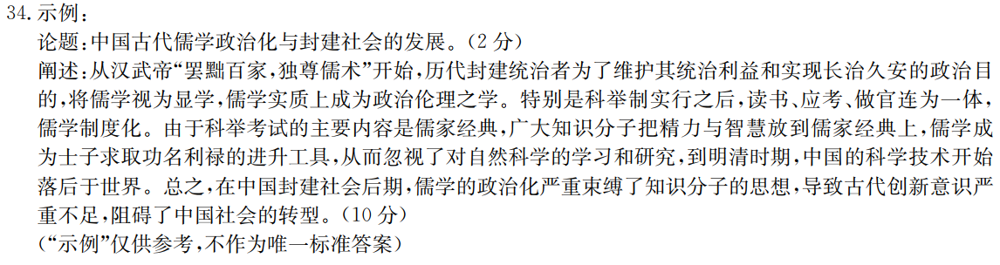 34. 示例：
论题：中国古代儒学政治化与封建社会的发展。（2分）
阐述：从汉武帝“罢黜百家，独尊儒术”开始，历代封建统治者为了维护其统治利益和实现长治久安的政治目
的，将儒学视为显学，儒学实质上成为政治伦理之学。特别是科举制实行之后，读书、应考、做官连为一体，
儒学制度化。由于科举考试的主要内容是儒家经典，广大知识分子把精力与智慧放到儒家经典上，儒学成
为士子求取功名利禄的进升工具，从而忽视了对自然科学的学习和研究，到明清时期，中国的科学技术开始
落后于世界。总之，在中国封建社会后期，儒学的政治化严重束缚了知识分子的思想，导致古代创新意识严
重不足，阻碍了中国社会的转型。（10分）
（“示例”仅供参考，不作为唯一标准答案）